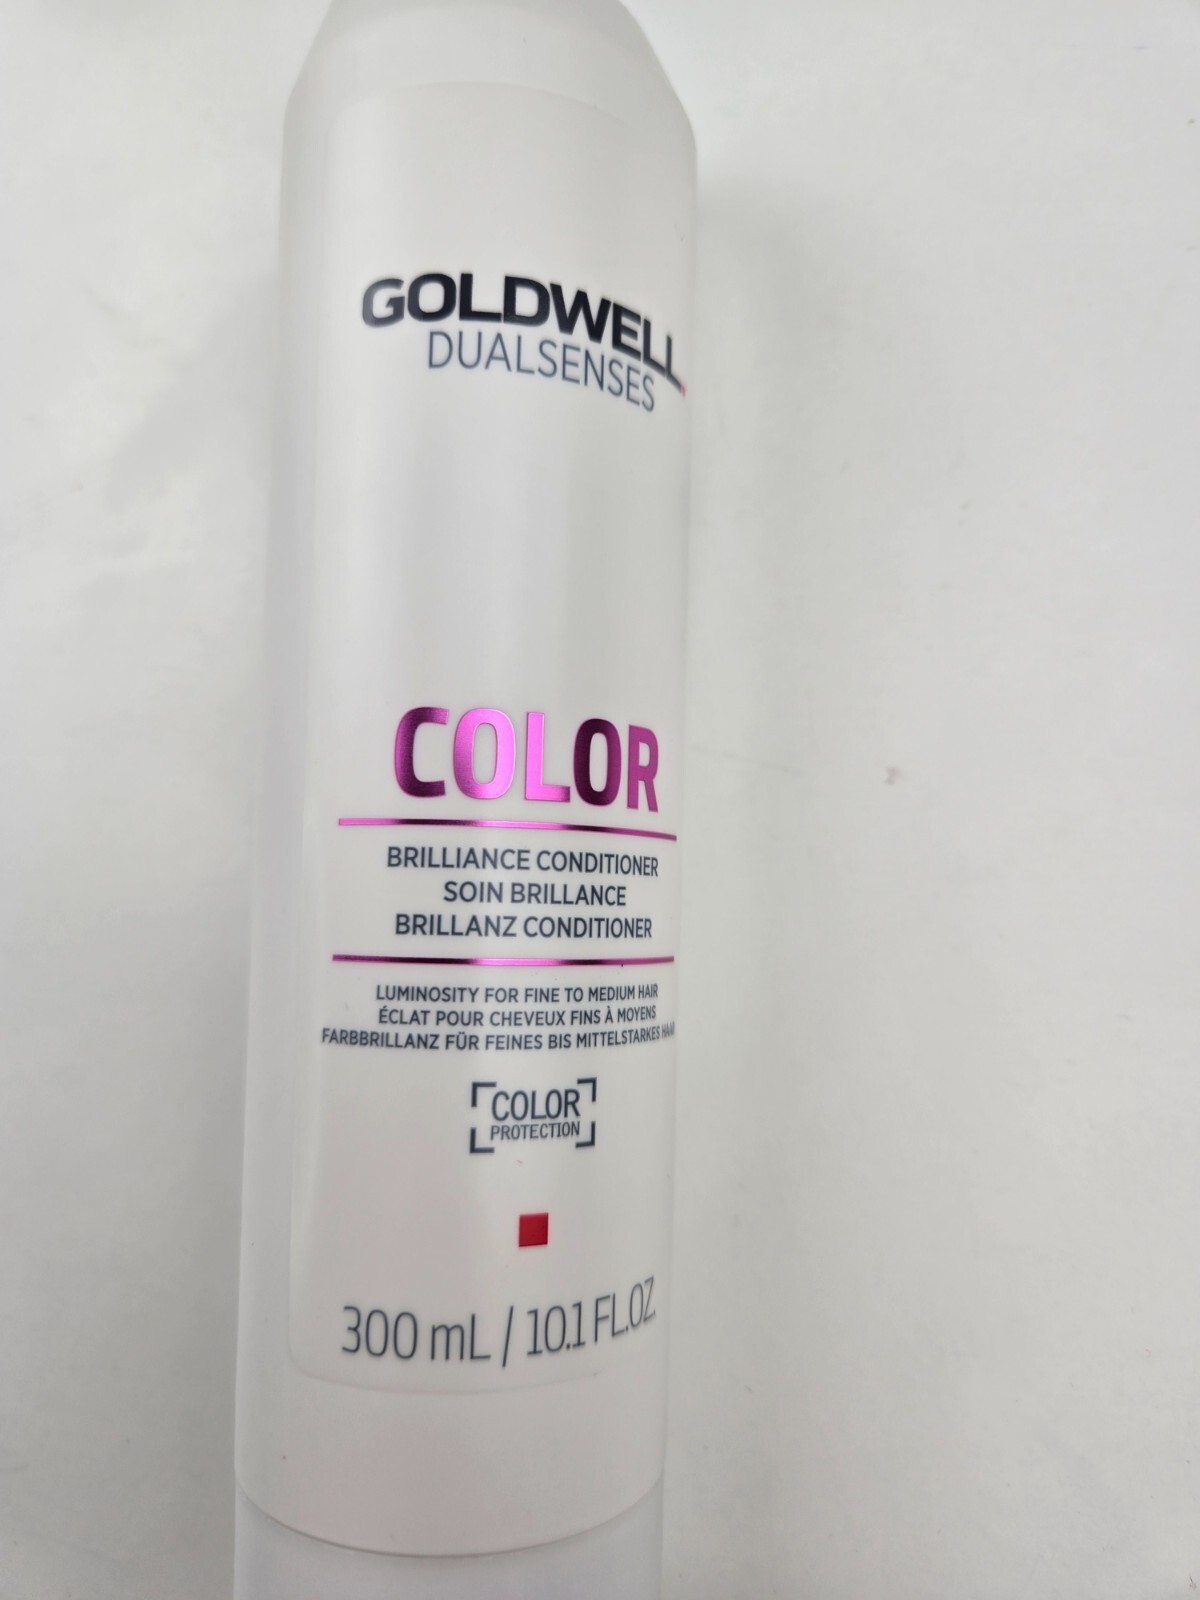 GOLDWELL.
DUALSENSES
COLOR
BRILLIANCE CONDITIONER
SOIN BRILLANCE
BRILLANZ CONDITIONER
LUMINOSITY FOR FINE TO MEDIUM HAIR
ÉCLAT POUR CHEVEUX FINS À MOYENS
FARBBRILLANZ FÜR FEINES BIS MITTELSTARKES HAAR
COLOR
PROTECTION
300 mL / 10.1 FL.OZ.